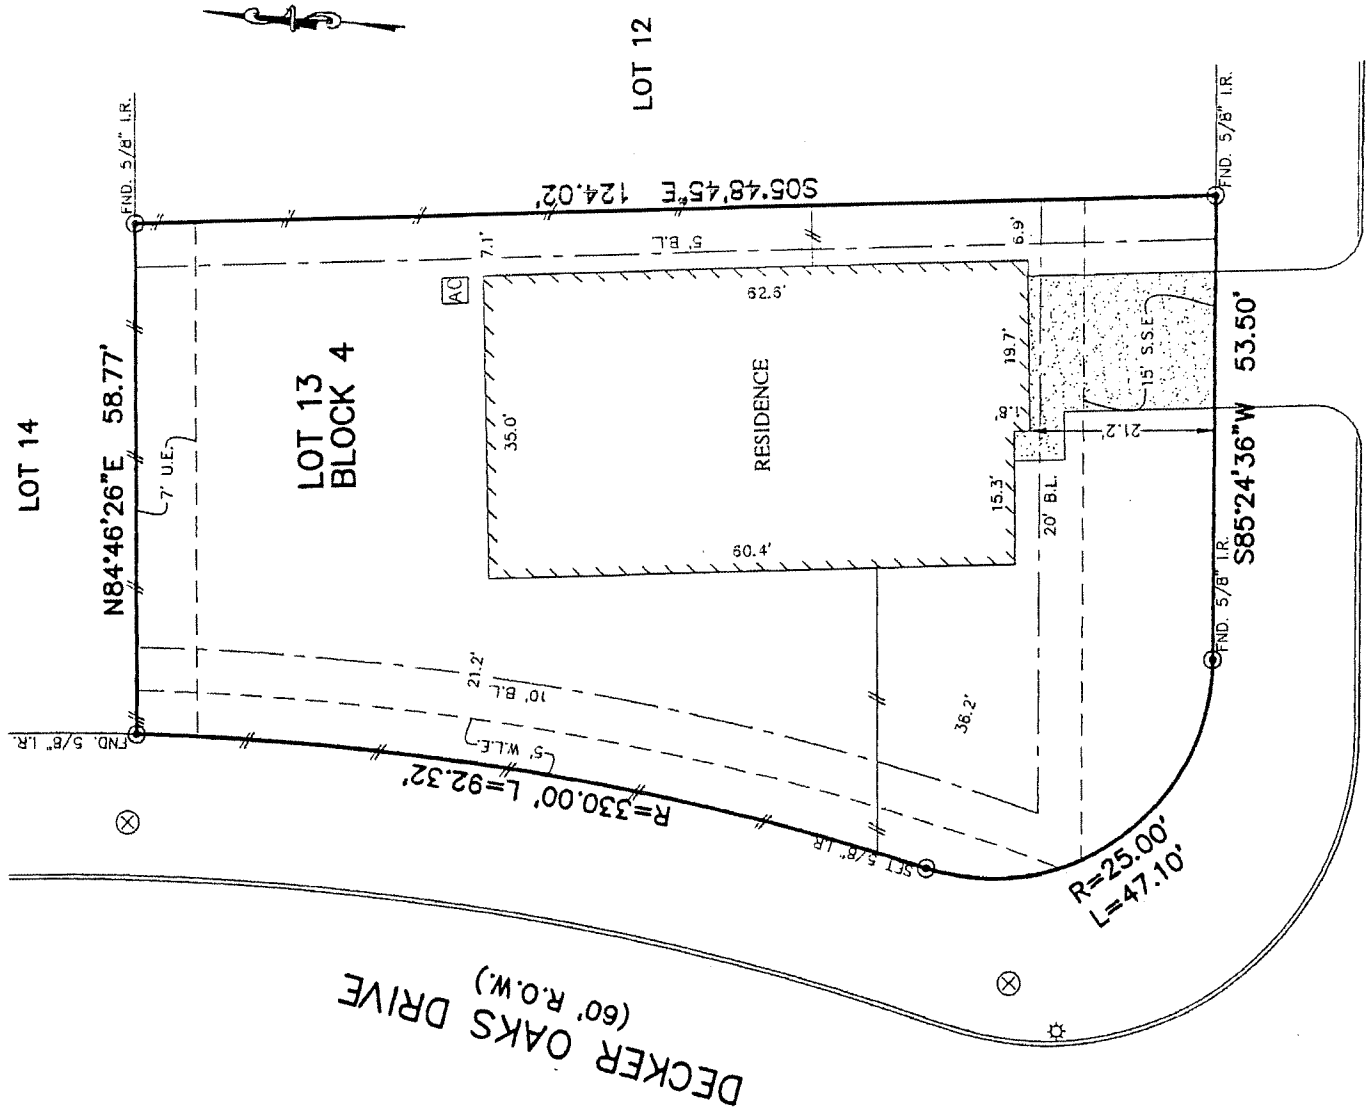 LOT 12
LOT 14
FND. 5/8" I.R.
FND. 5/8" I.R.
S05°48'45"E 124.02'
N84°46'26"E 58.77'
7' U.E.
LOT 13
BLOCK 4
AC
7.1'
5' B.L.
6.9'
62.6'
35.0'
RESIDENCE
19.7'
1.8'
15' S.S.E.
21.2'
15.3'
20' B.L.
60.4'
S85°24'36"W 53.50'
FND. 5/8" I.R.
FND. 5/8" I.R.
21.2'
10' B.L.
5' W.L.E.
36.2'
R=330.00' L=92.32'
SET 5/8" I.R.
R=25.00'
L=47.10'
DECKER OAKS DRIVE
(60' R.O.W.)